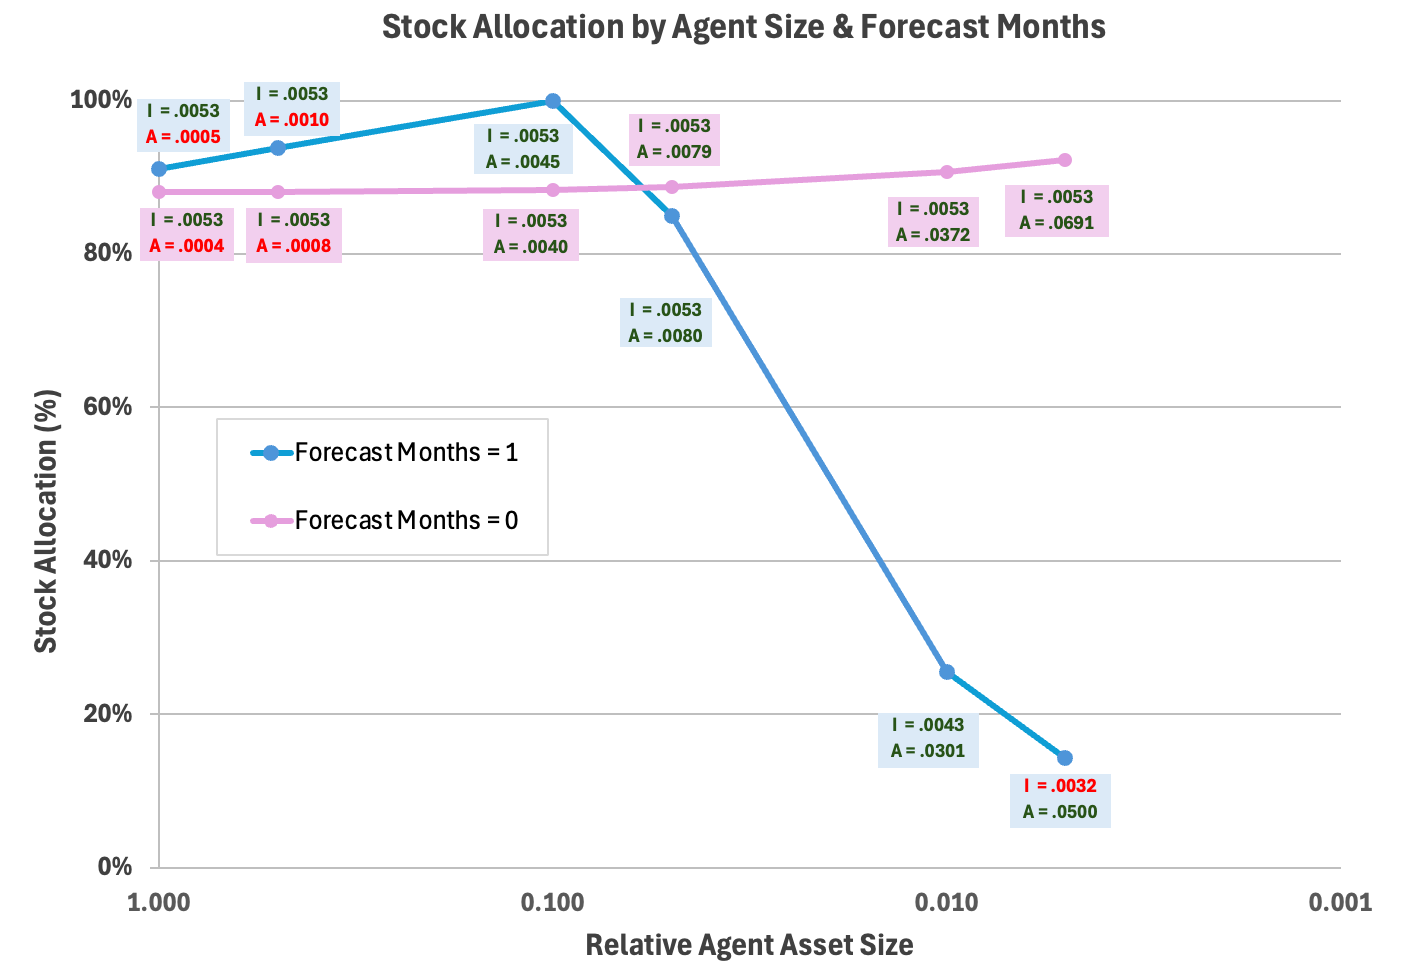 Stock Allocation by Agent Size & Forecast Months
100%
80%
60%
40%
20%
0%
Stock Allocation (%)
I = .0053
A = .0005
I = .0053
A = .0010
I = .0053
A = .0045
I = .0053
A = .0079
I = .0053
A = .0004
I = .0053
A = .0008
I = .0053
A = .0040
I = .0053
A = .0372
I = .0053
A = .0691
I = .0053
A = .0080
Forecast Months = 1
Forecast Months = 0
I = .0043
A = .0301
I = .0032
A = .0500
1.000
0.100
0.010
0.001
Relative Agent Asset Size